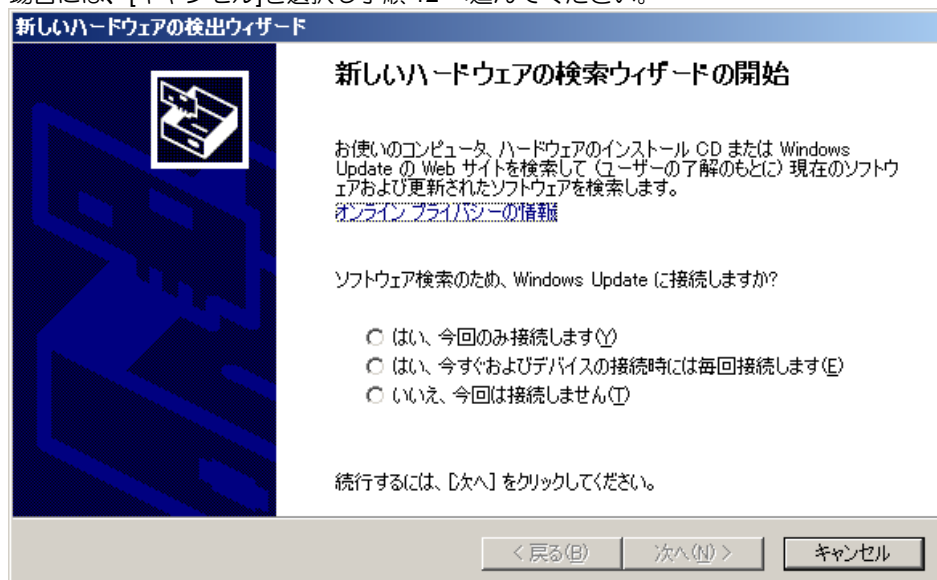 新しいハードウェアの検出ウィザード
新しいハードウェアの検索ウィザードの開始
お使いのコンピュータ、ハードウェアのインストール CD または Windows
Update の Web サイトを検索して (ユーザーの了解のもとに) 現在のソフトウ
ェアおよび更新されたソフトウェアを検索します。
オンライン プライバシーの情報
ソフトウェア検索のため、Windows Update に接続しますか?
はい、今回のみ接続します(Y)
はい、今すぐおよびデバイスの接続時には毎回接続します(E)
いいえ、今回は接続しません(T)
続行するには、[次へ] をクリックしてください。
< 戻る(B)
次へ(N) >
キャンセル